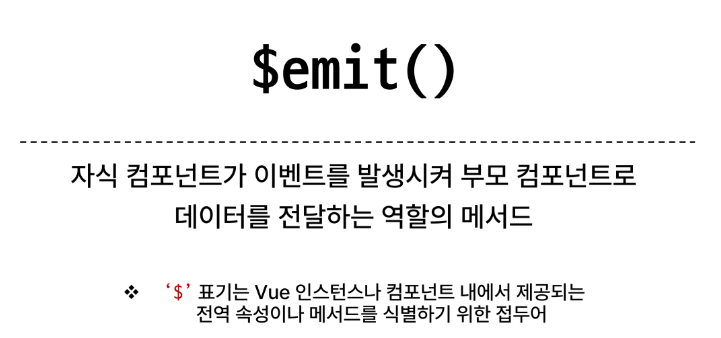 $emit()
자식 컴포넌트가 이벤트를 발생시켜 부모 컴포넌트로
데이터를 전달하는 역할의 메서드
❖ ‘$’ 표기는 Vue 인스턴스나 컴포넌트 내에서 제공되는
전역 속성이나 메서드를 식별하기 위한 접두어